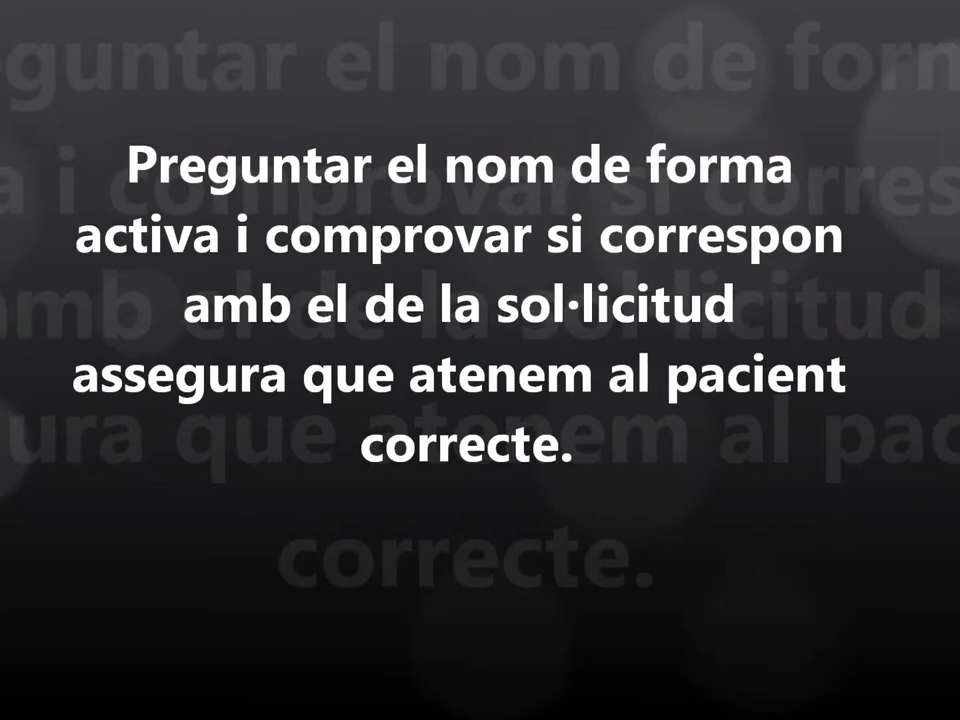 Preguntar el nom de forma
activa i comprovar si correspon
amb el de la sol·licitud
assegura que atenem al pacient
correcte.